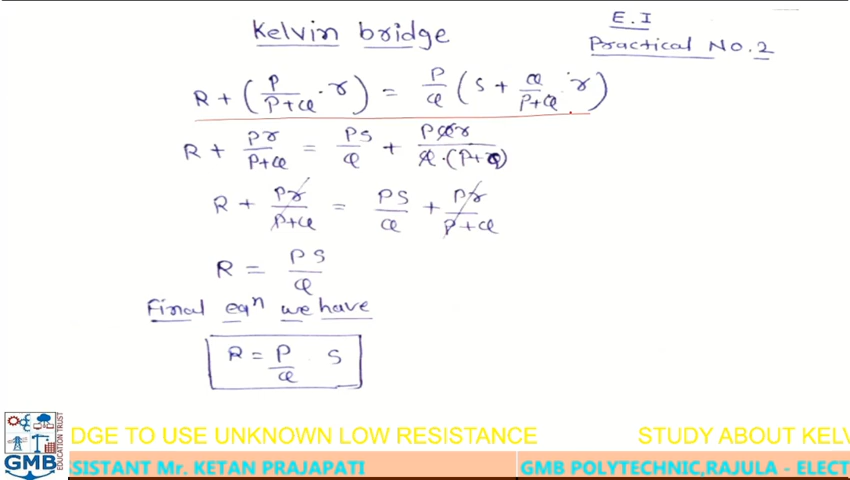 Kelvin bridge
E.I
Practical No.2
R + (P/P+Q · r) = P/Q (S + Q/P+Q · r)
R + Pr/P+Q = PS/Q + PQr/Q·(P+Q)
R + Pr/P+Q = PS/Q + Pr/P+Q
R = PS/Q
Final eqn we have
R = P/Q S
DGE TO USE UNKNOWN LOW RESISTANCE STUDY ABOUT KELV
GMB
EDUCATION TRUST
SISTANT Mr. KETAN PRAJAPATI GMB POLYTECHNIC,RAJULA - ELECT